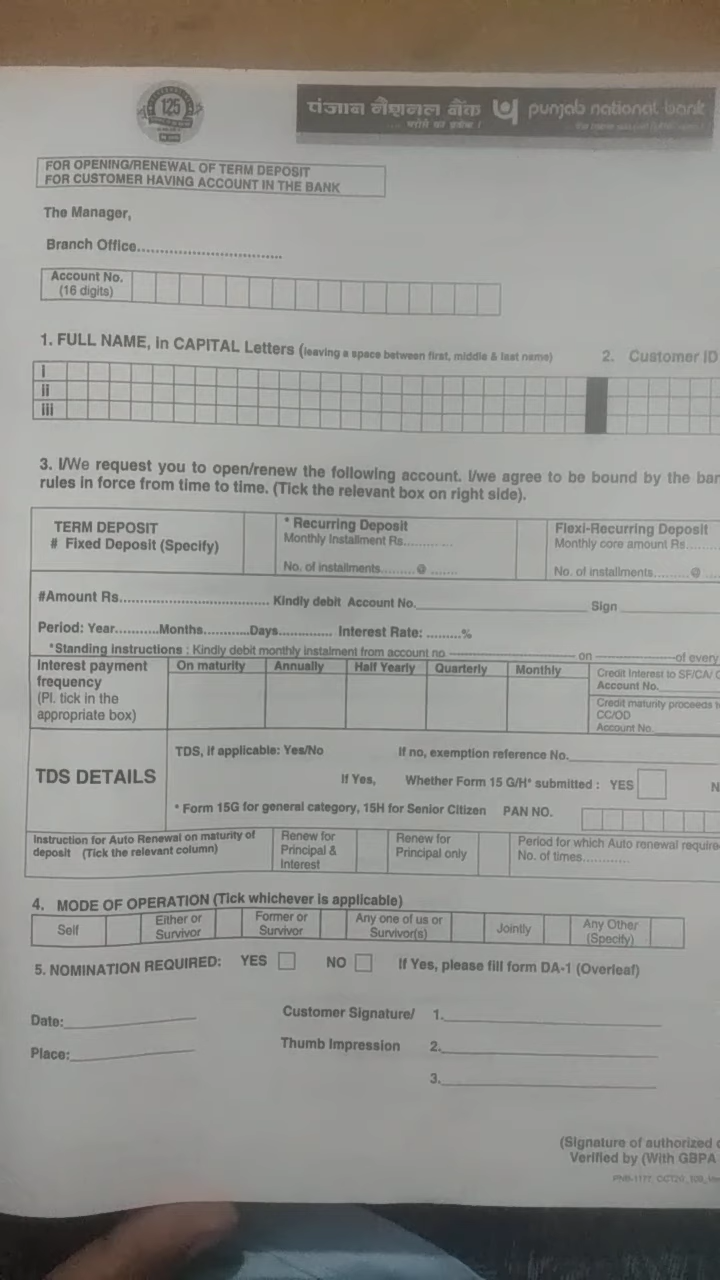 125
पंजाब नैशनल बैंक punjab national bank
FOR OPENING/RENEWAL OF TERM DEPOSIT
FOR CUSTOMER HAVING ACCOUNT IN THE BANK
The Manager,
Branch Office..............................
Account No.
(16 digits)
1. FULL NAME, in CAPITAL Letters (leaving a space between first, middle & last name) 2. Customer ID
i
ii
iii
3. I/We request you to open/renew the following account. I/we agree to be bound by the ban
rules in force from time to time. (Tick the relevant box on right side).
TERM DEPOSIT * Recurring Deposit Flexi-Recurring Deposit
# Fixed Deposit (Specify) Monthly Installment Rs........... Monthly core amount Rs........
No. of installments.........@ ....... No. of installments.........@ .....
#Amount Rs.................................... Kindly debit Account No.____________________ Sign ____________
Period: Year...........Months............Days.............. Interest Rate: .........%
*Standing instructions : Kindly debit monthly instalment from account no ---------------- on ----------------of every
Interest payment frequency (Pl. tick in the appropriate box) On maturity Annually Half Yearly Quarterly Monthly
Credit Interest to SF/CA/
Account No.
Credit maturity proceeds
CC/OD
Account No.
TDS DETAILS
TDS, if applicable: Yes/No If no, exemption reference No.
If Yes, Whether Form 15 G/H* submitted : YES N
* Form 15G for general category, 15H for Senior Citizen PAN NO.
Instruction for Auto Renewal on maturity of deposit (Tick the relevant column)
Renew for Principal & Interest
Renew for Principal only
Period for which Auto renewal require
No. of times............
4. MODE OF OPERATION (Tick whichever is applicable)
Self Either or Survivor Former or Survivor Any one of us or Survivor(s) Jointly Any Other (Specify)
5. NOMINATION REQUIRED: YES NO If Yes, please fill form DA-1 (Overleaf)
Date:____________ Customer Signature/ 1.____________
Place:____________ Thumb Impression 2.____________
3.____________
(Signature of authorized
Verified by (With GBPA